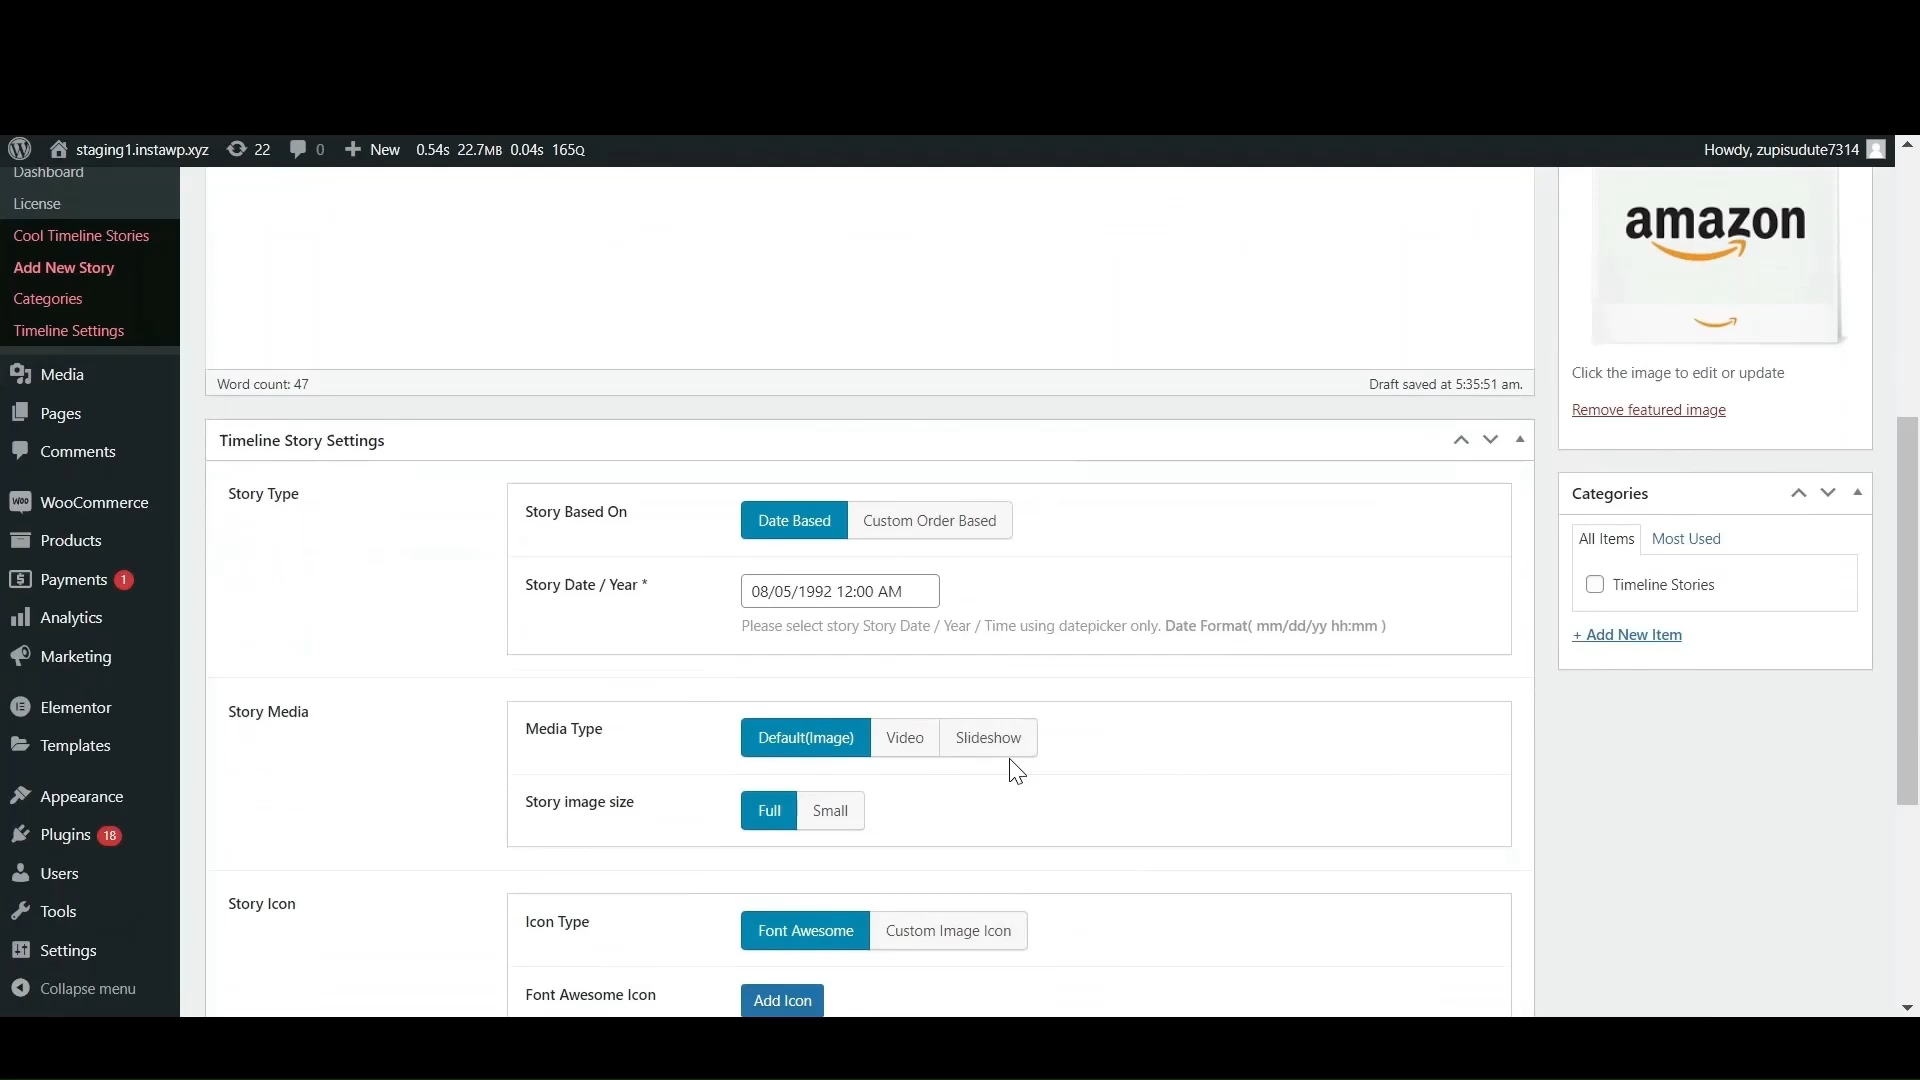 staging1.instawp.xyz 22 0 New 0.54s 22.7MB 0.04s 165Q Howdy, zupisudute7314
Dashboard
License
Cool Timeline Stories
Add New Story
Categories
Timeline Settings
Media
Pages
Comments
WooCommerce
Products
Payments 1
Analytics
Marketing
Elementor
Templates
Appearance
Plugins 18
Users
Tools
Settings
Collapse menu
Word count: 47 Draft saved at 5:35:51 am.
Timeline Story Settings
Story Type
Story Based On Date Based Custom Order Based
Story Date / Year * 08/05/1992 12:00 AM
Please select story Story Date / Year / Time using datepicker only. Date Format( mm/dd/yy hh:mm )
Story Media
Media Type Default(Image) Video Slideshow
Story image size Full Small
Story Icon
Icon Type Font Awesome Custom Image Icon
Font Awesome Icon Add Icon
amazon
Click the image to edit or update
Remove featured image
Categories
All Items Most Used
Timeline Stories
+ Add New Item